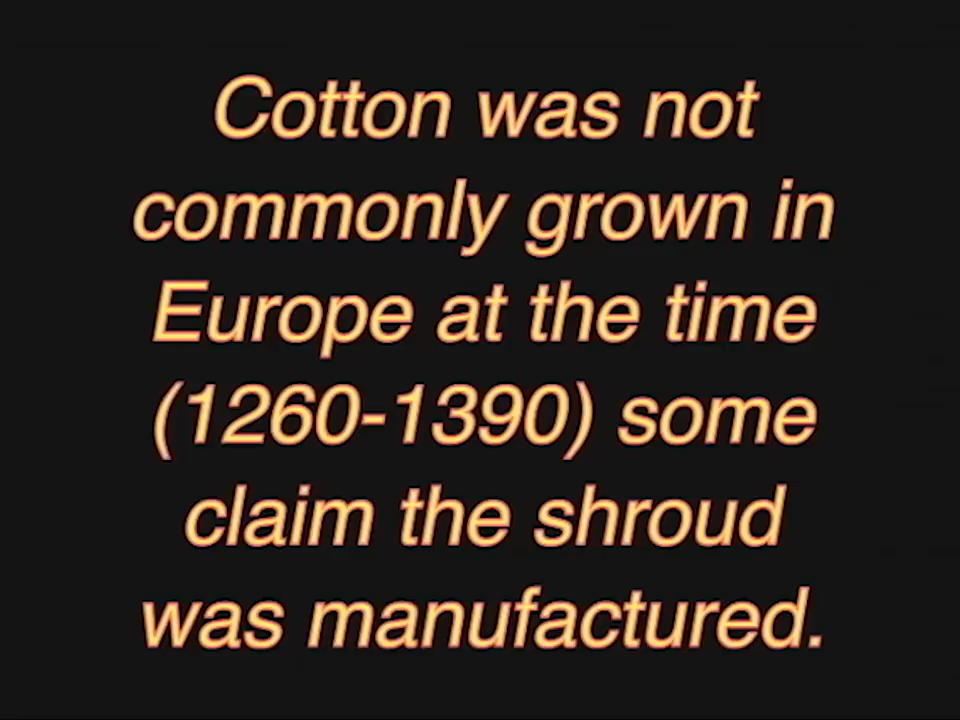 Cotton was not
commonly grown in
Europe at the time
(1260-1390) some
claim the shroud
was manufactured.